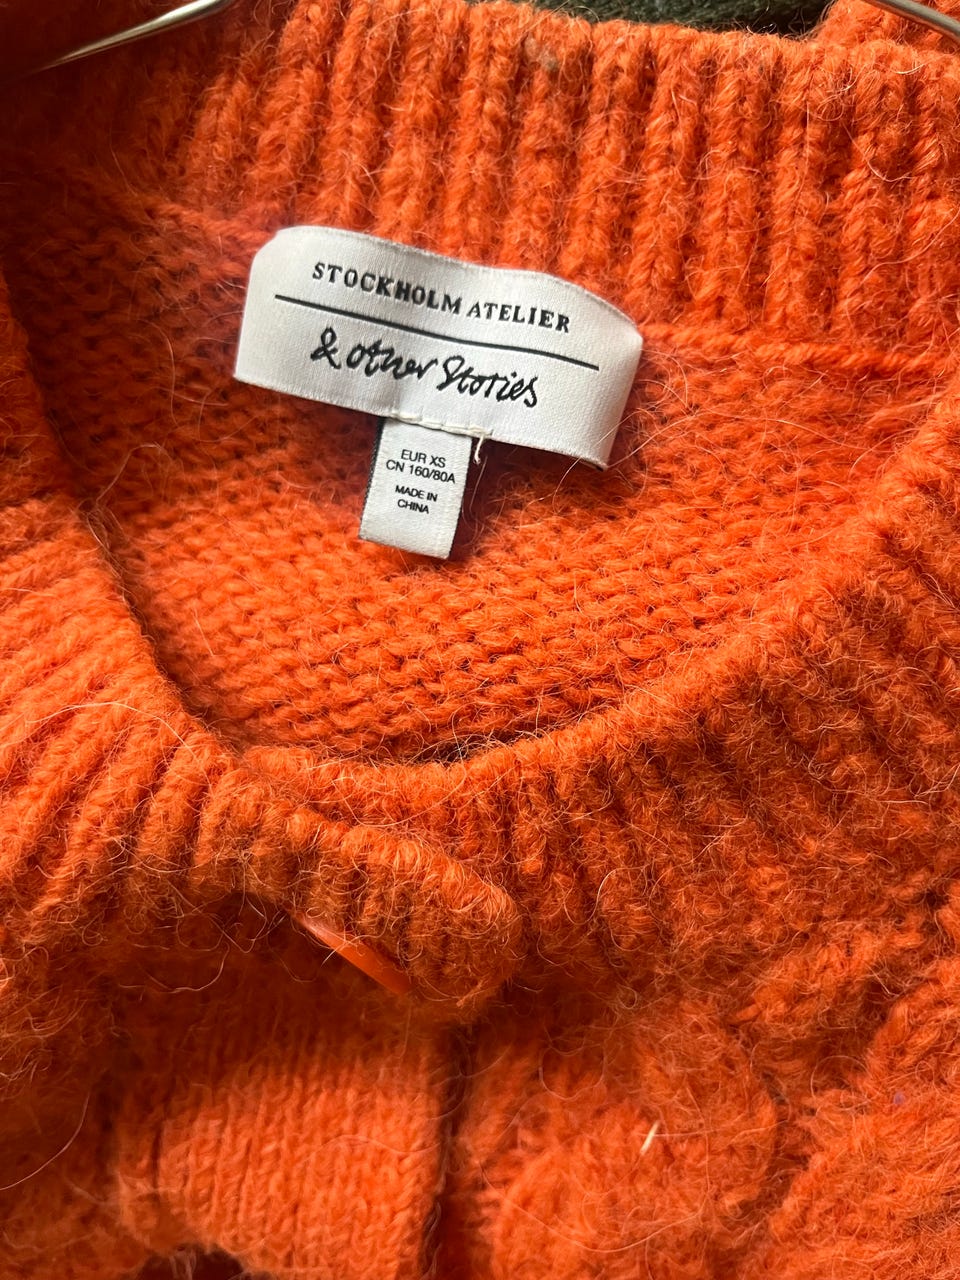 STOCKHOLM ATELIER
& other Stories
EUR XS
CN 160/80A
MADE IN
CHINA